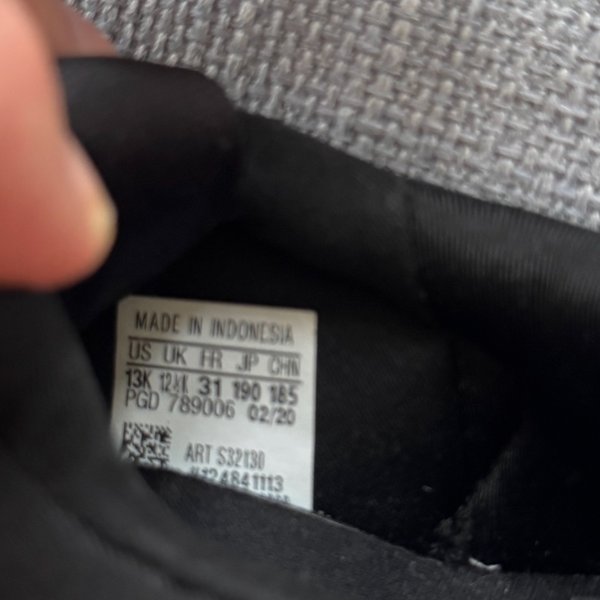 MADE IN INDONESIA
US UK FR JP CHN
13K 12½K 31 190 185
PGD 789006 02/20
ART S32130
#124841113